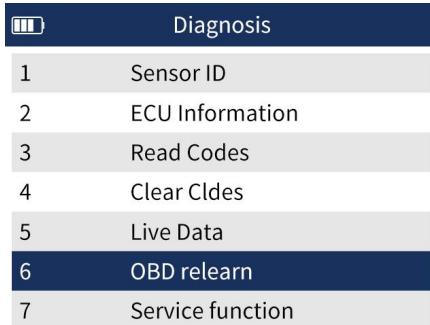 Diagnosis
1 Sensor ID
2 ECU Information
3 Read Codes
4 Clear Cldes
5 Live Data
6 OBD relearn
7 Service function